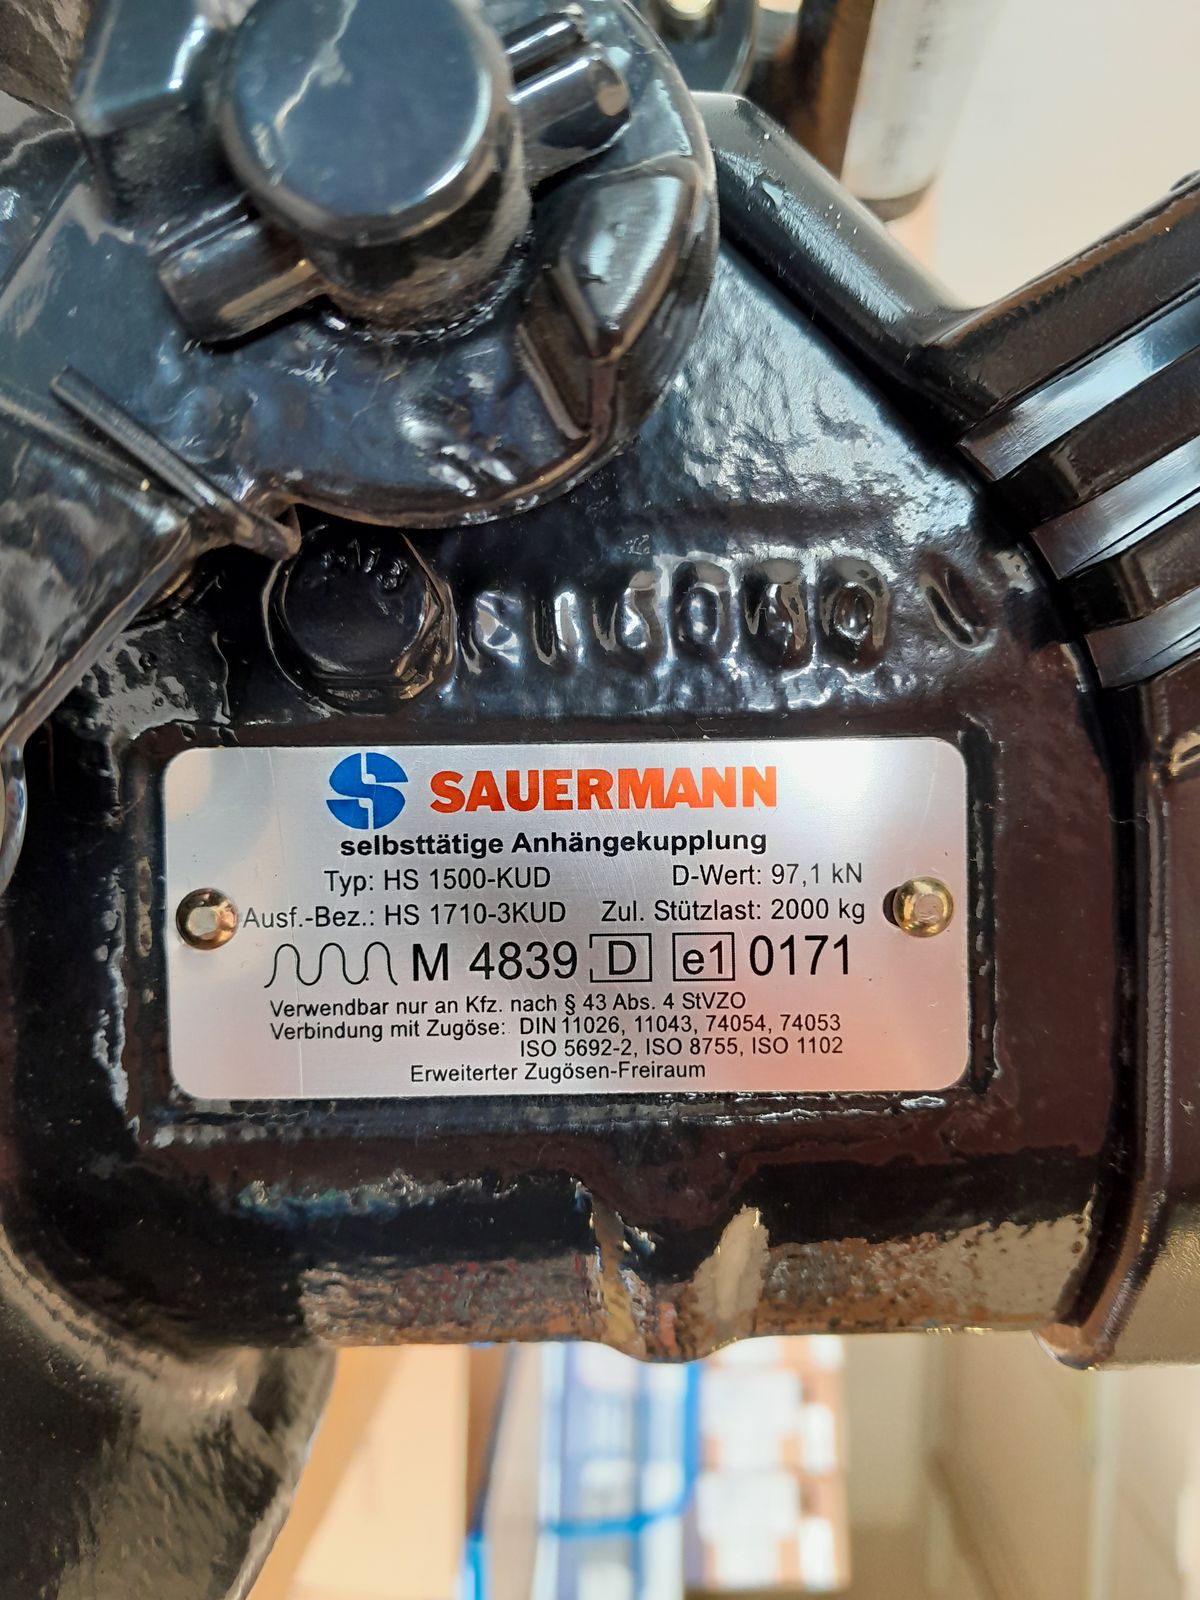 SAUERMANN
selbsttätige Anhängekupplung
Typ: HS 1500-KUD D-Wert: 97,1 kN
Ausf.-Bez.: HS 1710-3KUD Zul. Stützlast: 2000 kg
M 4839 D e1 0171
Verwendbar nur an Kfz. nach § 43 Abs. 4 StVZO
Verbindung mit Zugöse: DIN 11026, 11043, 74054, 74053
ISO 5692-2, ISO 8755, ISO 1102
Erweiterter Zugösen-Freiraum